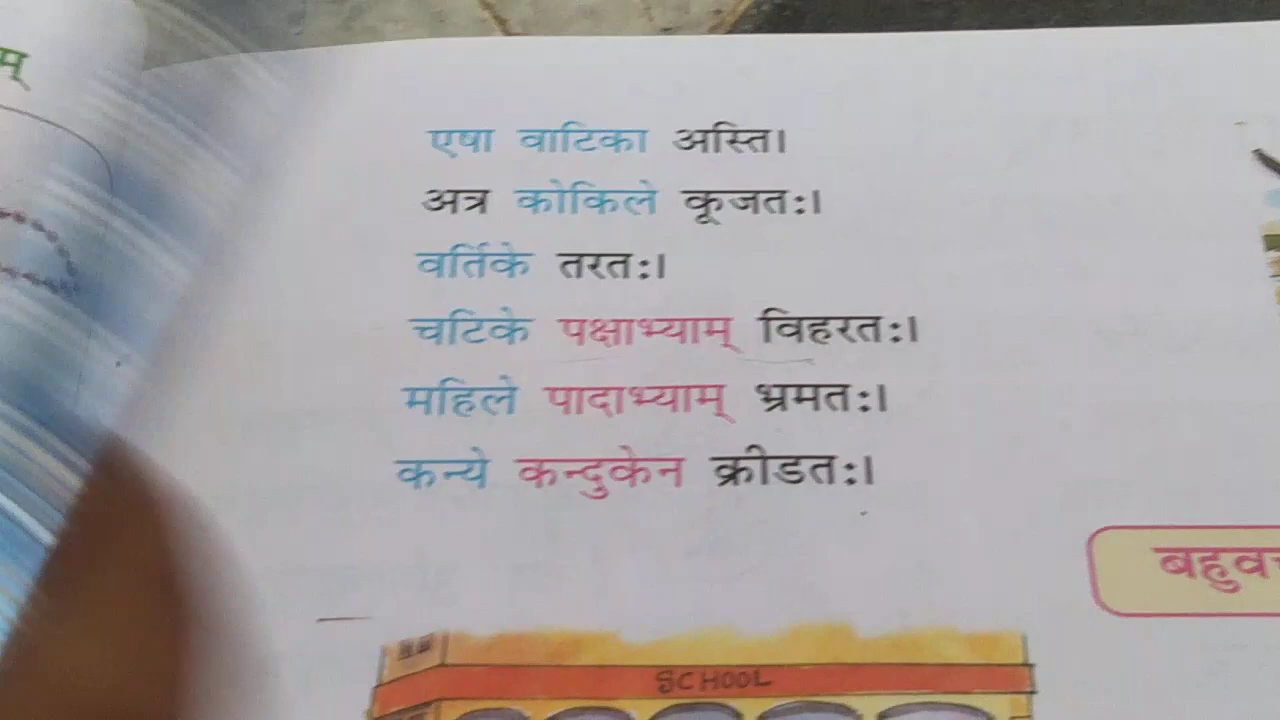 एषा वाटिका अस्ति।
अत्र कोकिले कूजतः।
वर्तिके तरतः।
चटिके पक्षाभ्याम् विहरतः।
महिले पादाभ्याम् भ्रमतः।
कन्ये कन्दुकेन क्रीडतः।
SCHOOL